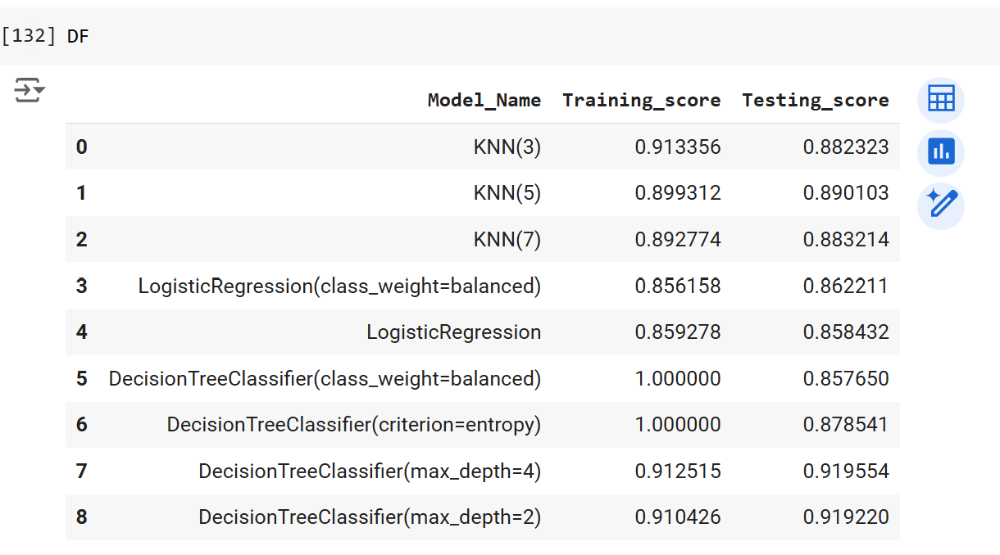 [132] DF
Model_Name Training_score Testing_score
0 KNN(3) 0.913356 0.882323
1 KNN(5) 0.899312 0.890103
2 KNN(7) 0.892774 0.883214
3 LogisticRegression(class_weight=balanced) 0.856158 0.862211
4 LogisticRegression 0.859278 0.858432
5 DecisionTreeClassifier(class_weight=balanced) 1.000000 0.857650
6 DecisionTreeClassifier(criterion=entropy) 1.000000 0.878541
7 DecisionTreeClassifier(max_depth=4) 0.912515 0.919554
8 DecisionTreeClassifier(max_depth=2) 0.910426 0.919220